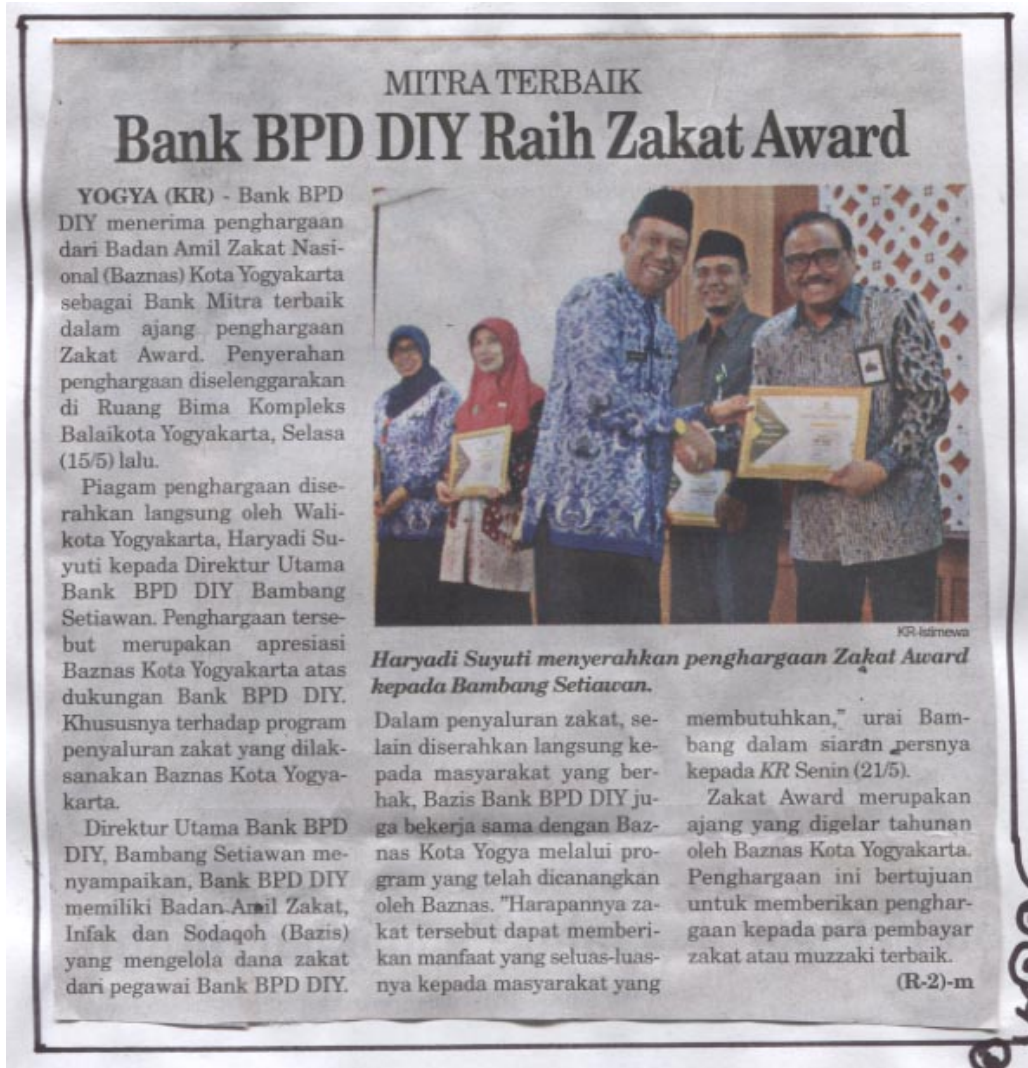 MITRA TERBAIK
Bank BPD DIY Raih Zakat Award
YOGYA (KR) - Bank BPD
DIY menerima penghargaan
dari Badan Amil Zakat Nasi-
onal (Baznas) Kota Yogyakarta
sebagai Bank Mitra terbaik
dalam ajang penghargaan
Zakat Award. Penyerahan
penghargaan diselenggarakan
di Ruang Bima Kompleks
Balaikota Yogyakarta, Selasa
(15/5) lalu.
Piagam penghargaan dise-
rahkan langsung oleh Wali-
kota Yogyakarta, Haryadi Su-
yuti kepada Direktur Utama
Bank BPD DIY Bambang
Setiawan. Penghargaan terse-
but merupakan apresiasi
Baznas Kota Yogyakarta atas
dukungan Bank BPD DIY.
Khususnya terhadap program
penyaluran zakat yang dilak-
sanakan Baznas Kota Yogya-
karta.
Direktur Utama Bank BPD
DIY, Bambang Setiawan me-
nyampaikan, Bank BPD DIY
memiliki Badan Amil Zakat,
Infak dan Sodaqoh (Bazis)
yang mengelola dana zakat
dari pegawai Bank BPD DIY.
KR-Istimewa
Haryadi Suyuti menyerahkan penghargaan Zakat Award
kepada Bambang Setiawan.
Dalam penyaluran zakat, se-
lain diserahkan langsung ke-
pada masyarakat yang ber-
hak, Bazis Bank BPD DIY ju-
ga bekerja sama dengan Baz-
nas Kota Yogya melalui pro-
gram yang telah dicanangkan
oleh Baznas. "Harapannya za-
kat tersebut dapat memberi-
kan manfaat yang seluas-luas-
nya kepada masyarakat yang
membutuhkan," urai Bam-
bang dalam siaran persnya
kepada KR Senin (21/5).
Zakat Award merupakan
ajang yang digelar tahunan
oleh Baznas Kota Yogyakarta.
Penghargaan ini bertujuan
untuk memberikan penghar-
gaan kepada para pembayar
zakat atau muzzaki terbaik.
(R-2)-m